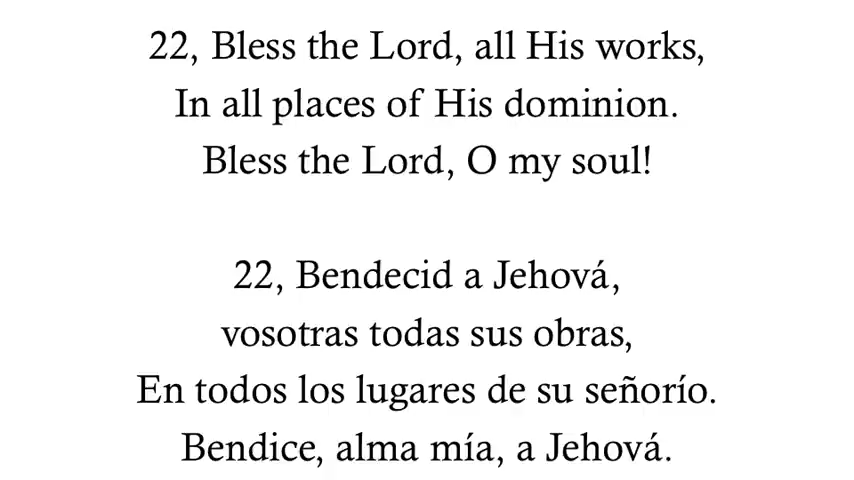 22, Bless the Lord, all His works,
In all places of His dominion.
Bless the Lord, O my soul!
22, Bendecid a Jehová,
vosotras todas sus obras,
En todos los lugares de su señorío.
Bendice, alma mía, a Jehová.